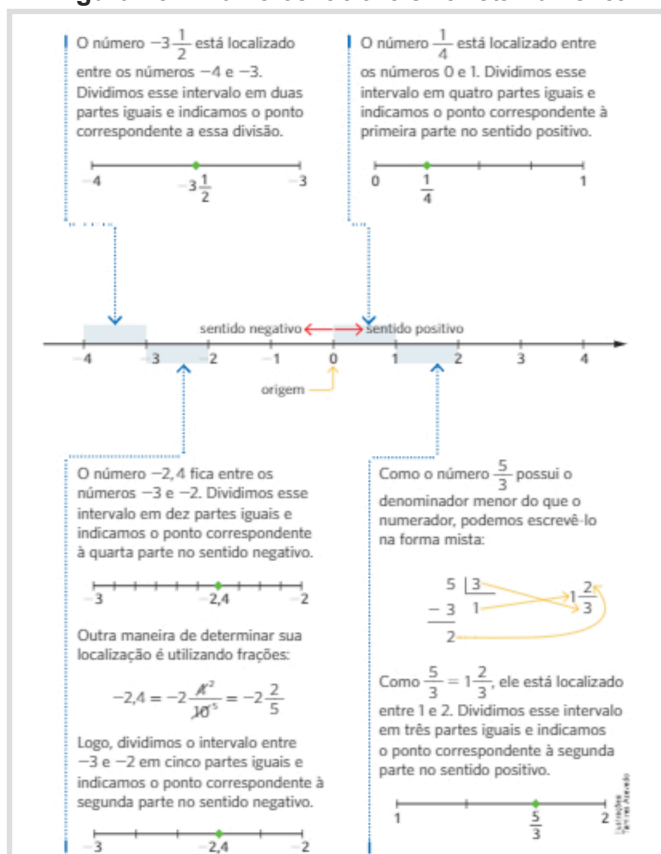 O número −3 1/2 está localizado
entre os números −4 e −3.
Dividimos esse intervalo em duas
partes iguais e indicamos o ponto
correspondente a essa divisão.
−4 −3 1/2 −3
O número 1/4 está localizado entre
os números 0 e 1. Dividimos esse
intervalo em quatro partes iguais e
indicamos o ponto correspondente à
primeira parte no sentido positivo.
0 1/4 1
sentido negativo sentido positivo
−4 −3 −2 −1 0 1 2 3 4
origem
O número −2,4 fica entre os
números −3 e −2. Dividimos esse
intervalo em dez partes iguais e
indicamos o ponto correspondente
à quarta parte no sentido negativo.
−3 −2,4 −2
Outra maneira de determinar sua
localização é utilizando frações:
−2,4 = −2 4²/10⁵ = −2 2/5
Logo, dividimos o intervalo entre
−3 e −2 em cinco partes iguais e
indicamos o ponto correspondente à
segunda parte no sentido negativo.
−3 −2,4 −2
Como o número 5/3 possui o
denominador menor do que o
numerador, podemos escrevê-lo
na forma mista:
5 3
− 3 1 1 2/3
2
Como 5/3 = 1 2/3, ele está localizado
entre 1 e 2. Dividimos esse intervalo
em três partes iguais e indicamos
o ponto correspondente à segunda
parte no sentido positivo.
1 5/3 2
Ilustrações:
Tamires Azevedo